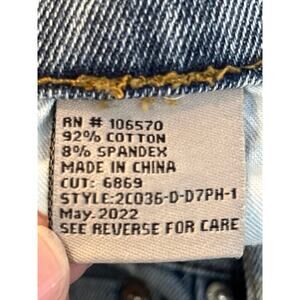 RN # 106570
92% COTTON
8% SPANDEX
MADE IN CHINA
CUT: 6869
STYLE:2C036-D-D7PH-1
May.2022
SEE REVERSE FOR CARE